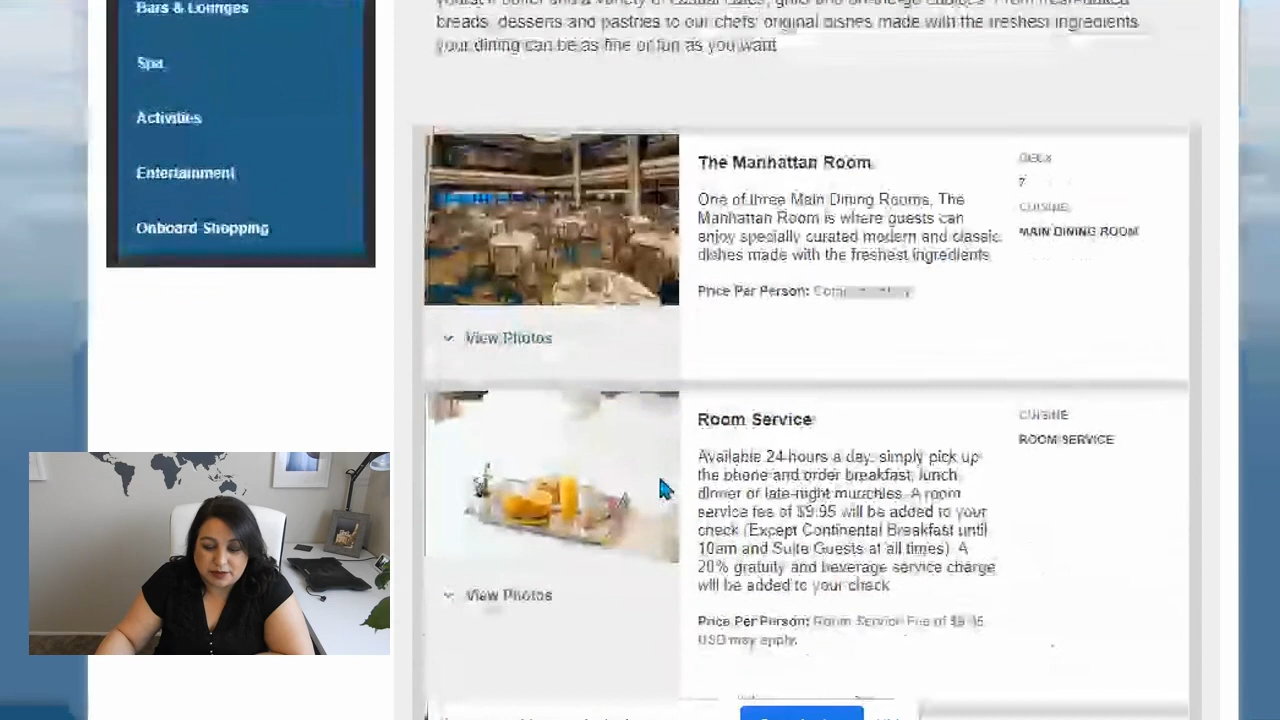 Bars & Lounges
Spa
Activities
Entertainment
Onboard Shopping
breads, desserts and pastries to our chefs' original dishes made with the freshest ingredients
your dining can be as fine or fun as you want
The Manhattan Room
One of three Main Dining Rooms, The
Manhattan Room is where guests can
enjoy specially curated modern and classic
dishes made with the freshest ingredients
Price Per Person:
DECK
7
CUISINE
MAIN DINING ROOM
View Photos
Room Service
Available 24-hours a day, simply pick up
the phone and order breakfast, lunch
dinner or late-night munchies. A room
service fee of $9.95 will be added to your
check (Except Continental Breakfast until
10am and Suite Guests at all times). A
20% gratuity and beverage service charge
will be added to your check
Price Per Person: Room Service Fee of $9.95
USD may apply.
CUISINE
ROOM SERVICE
View Photos